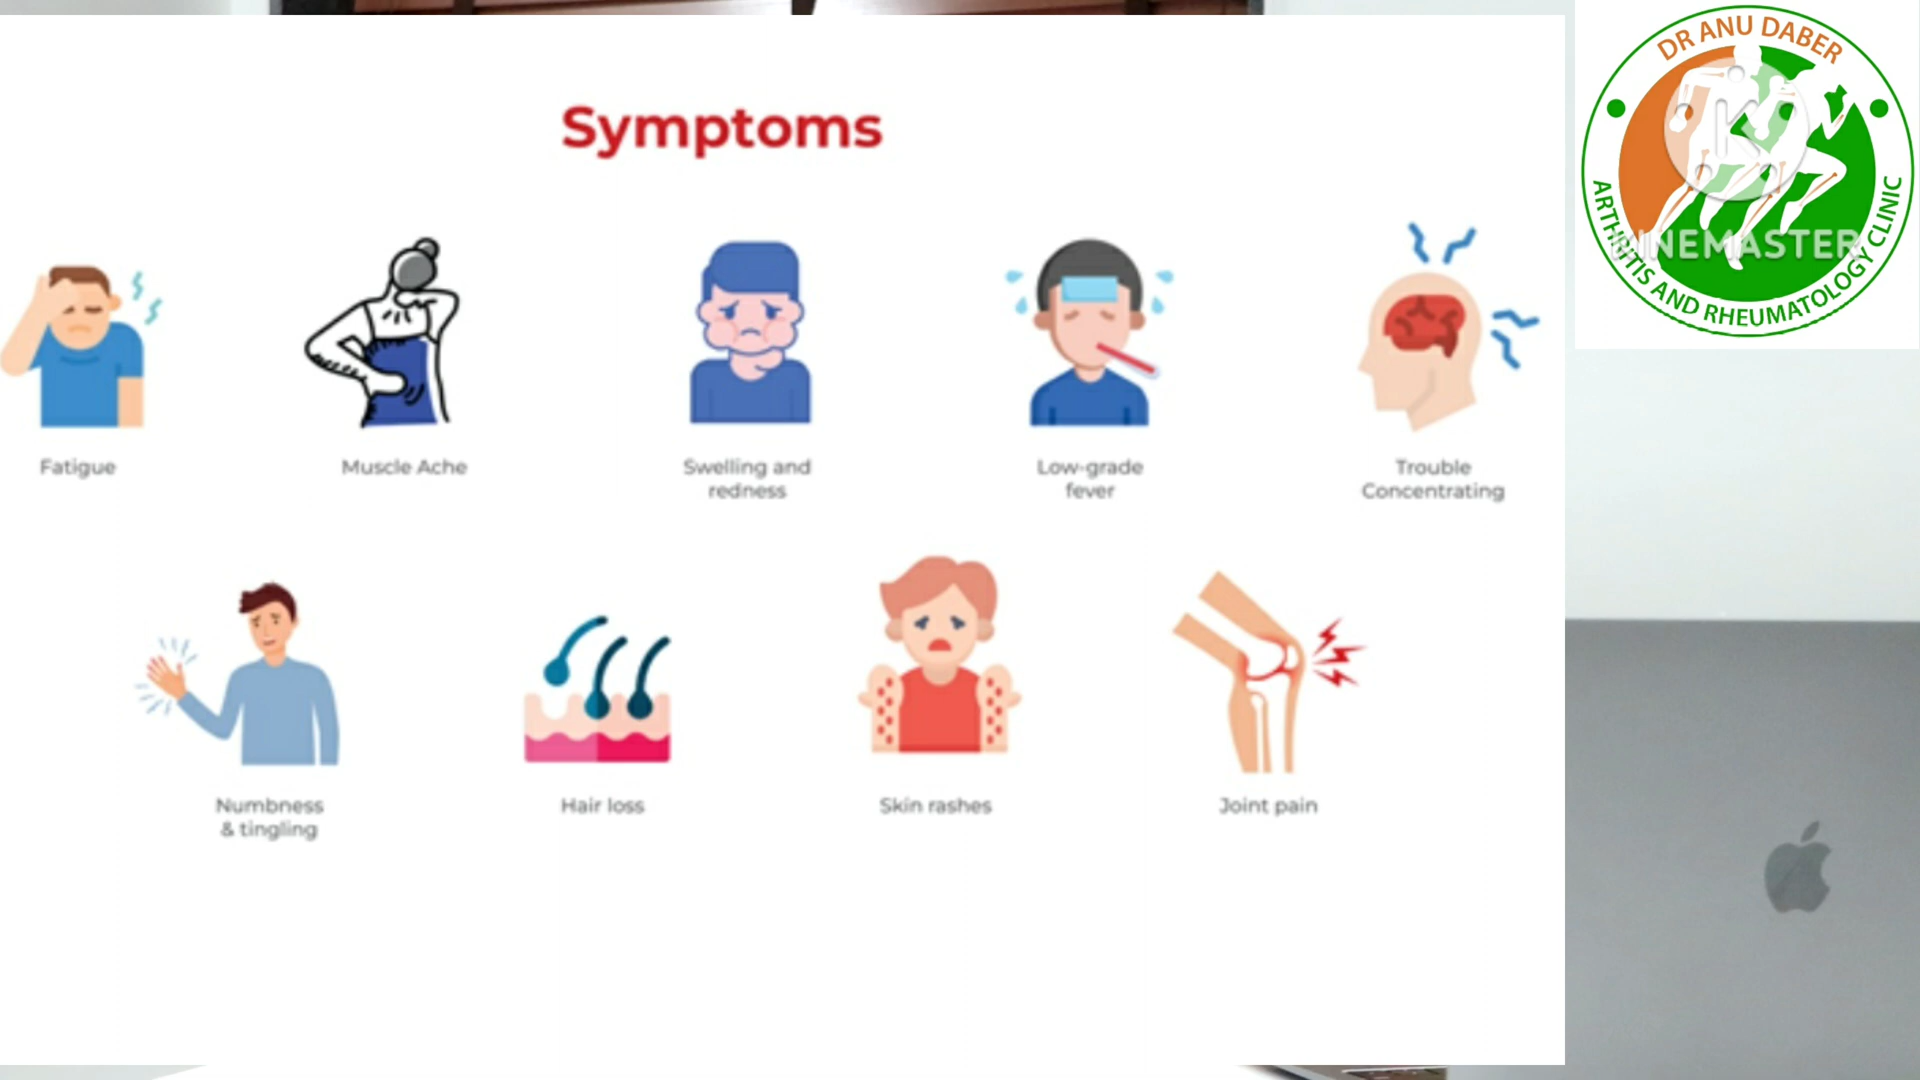 Symptoms
DR ANU DABER
ARTHRITIS AND RHEUMATOLOGY CLINIC
K
KINEMASTER
Fatigue
Muscle Ache
Swelling and
redness
Low-grade
fever
Trouble
Concentrating
Numbness
& tingling
Hair loss
Skin rashes
Joint pain